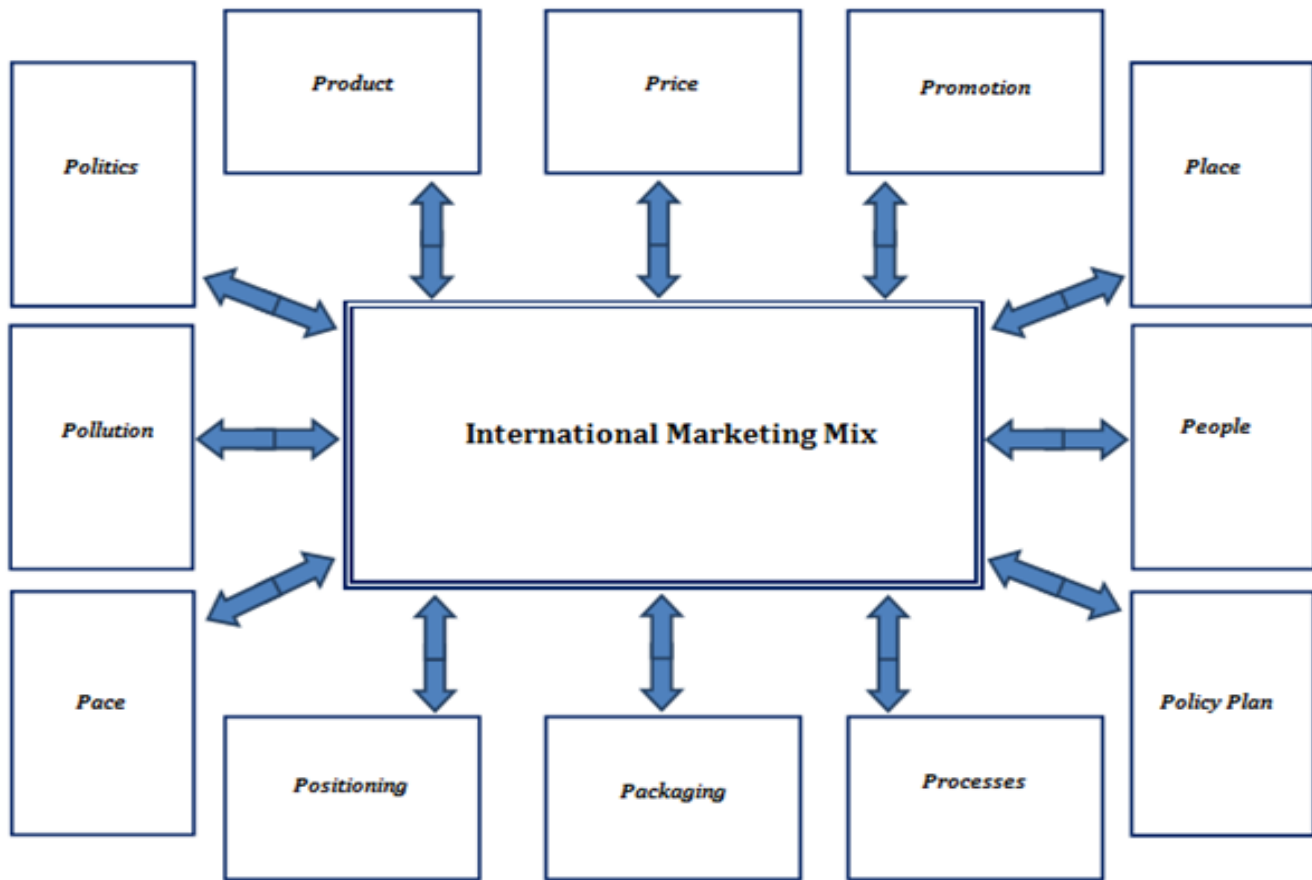 Product
Price
Promotion
Politics
Place
Pollution
International Marketing Mix
People
Pace
Policy Plan
Positioning
Packaging
Processes